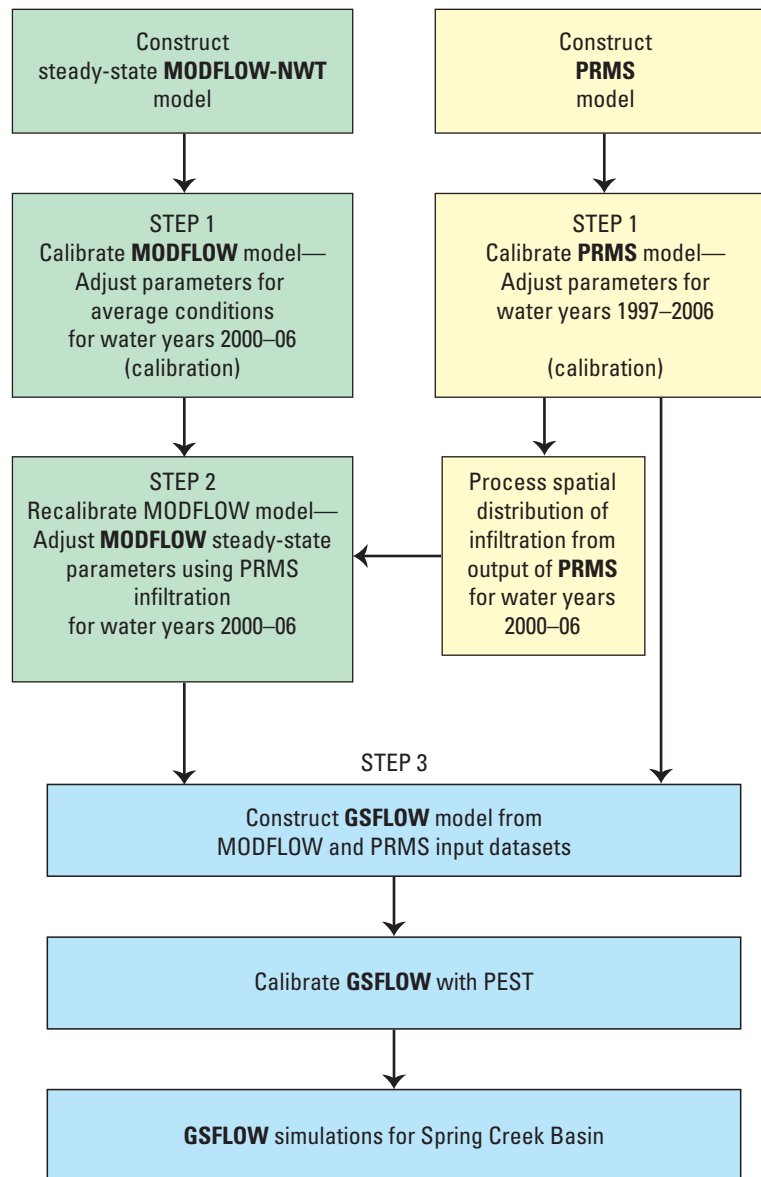 Construct
steady-state MODFLOW-NWT
model
Construct
PRMS
model
STEP 1
Calibrate MODFLOW model—
Adjust parameters for
average conditions
for water years 2000–06
(calibration)
STEP 1
Calibrate PRMS model—
Adjust parameters for
water years 1997–2006
(calibration)
STEP 2
Recalibrate MODFLOW model—
Adjust MODFLOW steady-state
parameters using PRMS
infiltration
for water years 2000–06
Process spatial
distribution of
infiltration from
output of PRMS
for water years
2000–06
STEP 3
Construct GSFLOW model from
MODFLOW and PRMS input datasets
Calibrate GSFLOW with PEST
GSFLOW simulations for Spring Creek Basin